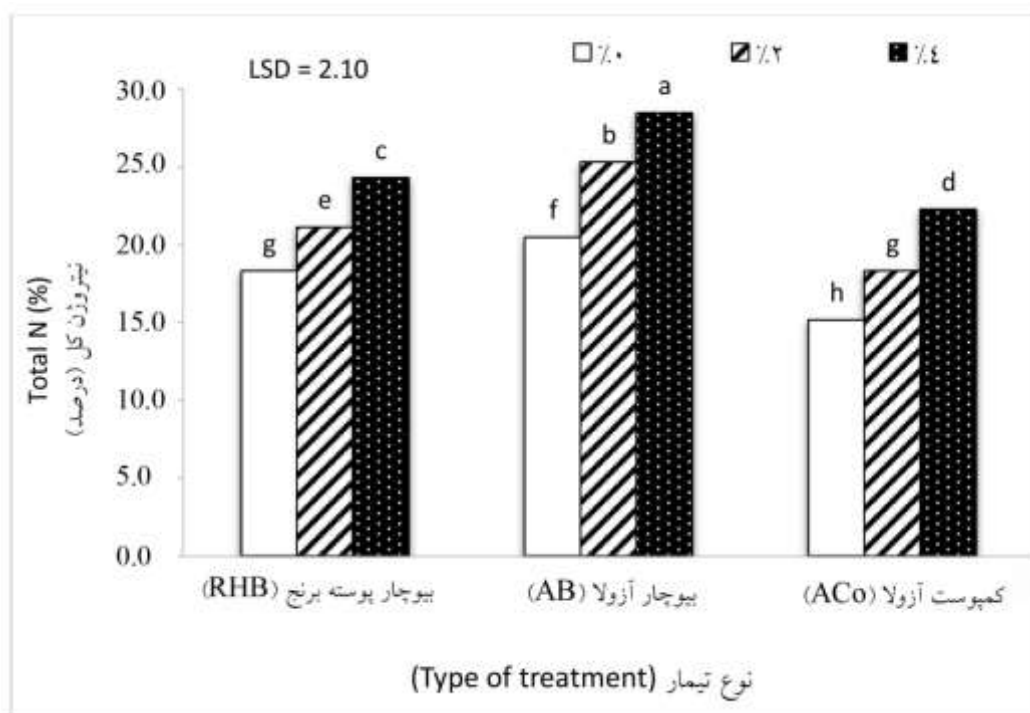 ٪۰ ٪۲ ٪٤
LSD = 2.10
30.0
25.0
20.0
15.0
10.0
5.0
0.0
Total N (%)
نیتروژن کل (درصد)
g e c
f b a
h g d
بیوچار پوسته برنج (RHB)
بیوچار آزولا (AB)
کمپوست آزولا (ACo)
نوع تیمار (Type of treatment)